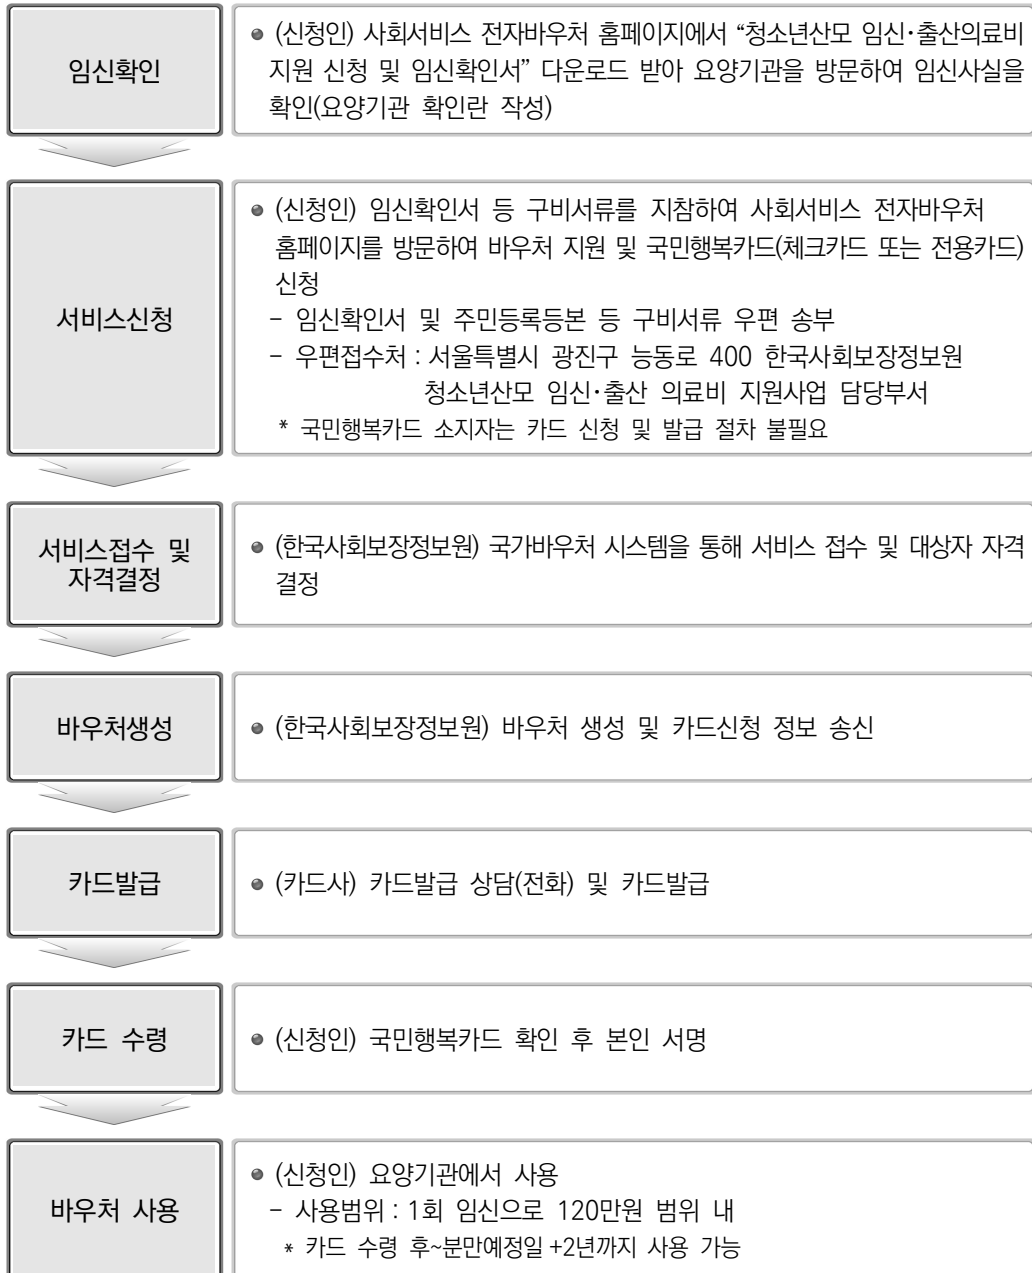 임신확인
● (신청인) 사회서비스 전자바우처 홈페이지에서 “청소년산모 임신·출산의료비
지원 신청 및 임신확인서” 다운로드 받아 요양기관을 방문하여 임신사실을
확인(요양기관 확인란 작성)
서비스신청
● (신청인) 임신확인서 등 구비서류를 지참하여 사회서비스 전자바우처
홈페이지를 방문하여 바우처 지원 및 국민행복카드(체크카드 또는 전용카드)
신청
- 임신확인서 및 주민등록등본 등 구비서류 우편 송부
- 우편접수처 : 서울특별시 광진구 능동로 400 한국사회보장정보원
청소년산모 임신·출산 의료비 지원사업 담당부서
* 국민행복카드 소지자는 카드 신청 및 발급 절차 불필요
서비스접수 및
자격결정
● (한국사회보장정보원) 국가바우처 시스템을 통해 서비스 접수 및 대상자 자격
결정
바우처생성
● (한국사회보장정보원) 바우처 생성 및 카드신청 정보 송신
카드발급
● (카드사) 카드발급 상담(전화) 및 카드발급
카드 수령
● (신청인) 국민행복카드 확인 후 본인 서명
바우처 사용
● (신청인) 요양기관에서 사용
- 사용범위 : 1회 임신으로 120만원 범위 내
* 카드 수령 후~분만예정일+2년까지 사용 가능